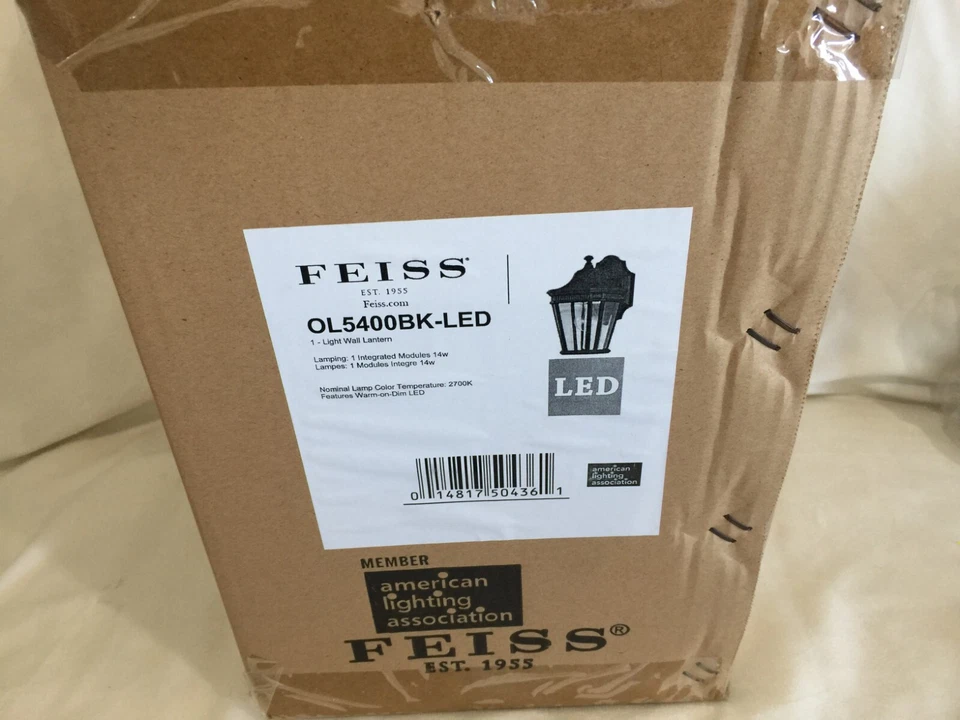 FEISS
EST. 1955
Feiss.com
OL5400BK-LED
1 - Light Wall Lantern
Lamping: 1 Integrated Modules 14w
Lampes: 1 Modules Integre 14w
Nominal Lamp Color Temperature: 2700K
Features Warm-on-Dim LED
LED
0 14817 50436 1
american
lighting
association
MEMBER
american
lighting
association
FEISS®
EST. 1955